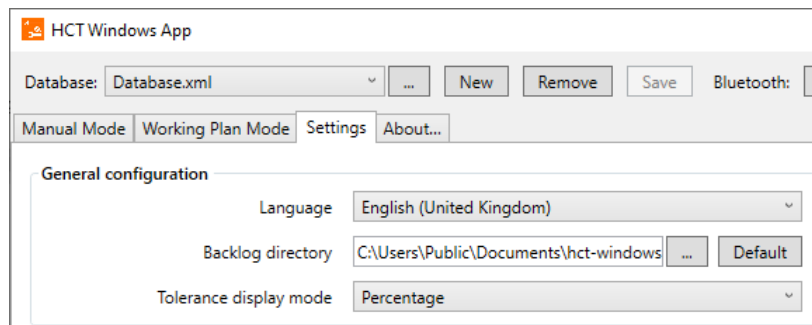 HCT Windows App
Database: Database.xml ... New Remove Save Bluetooth:
Manual Mode Working Plan Mode Settings About...
General configuration
Language English (United Kingdom)
Backlog directory C:\Users\Public\Documents\hct-windows ... Default
Tolerance display mode Percentage